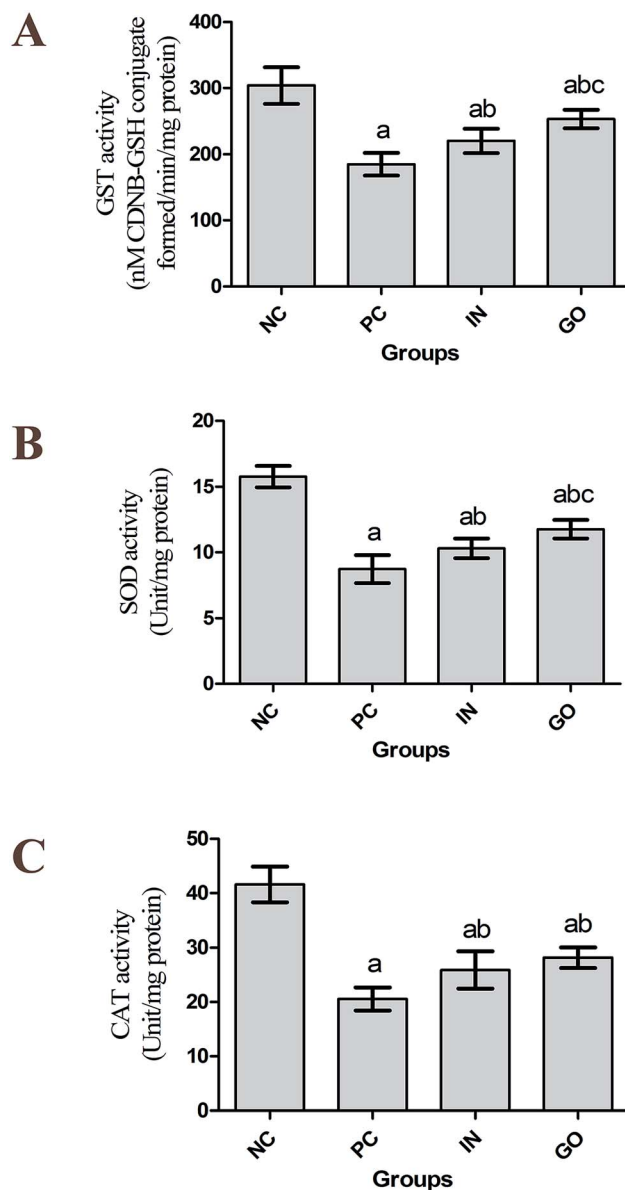 A
GST activity
(nM CDNB-GSH conjugate
formed/min/mg protein)
400
300
200
100
0
a
ab
abc
NC
PC
IN
GO
Groups
B
SOD activity
(Unit/mg protein)
20
15
10
5
0
a
ab
abc
NC
PC
IN
GO
Groups
C
CAT activity
(Unit/mg protein)
50
40
30
20
10
0
a
ab
ab
NC
PC
IN
GO
Groups